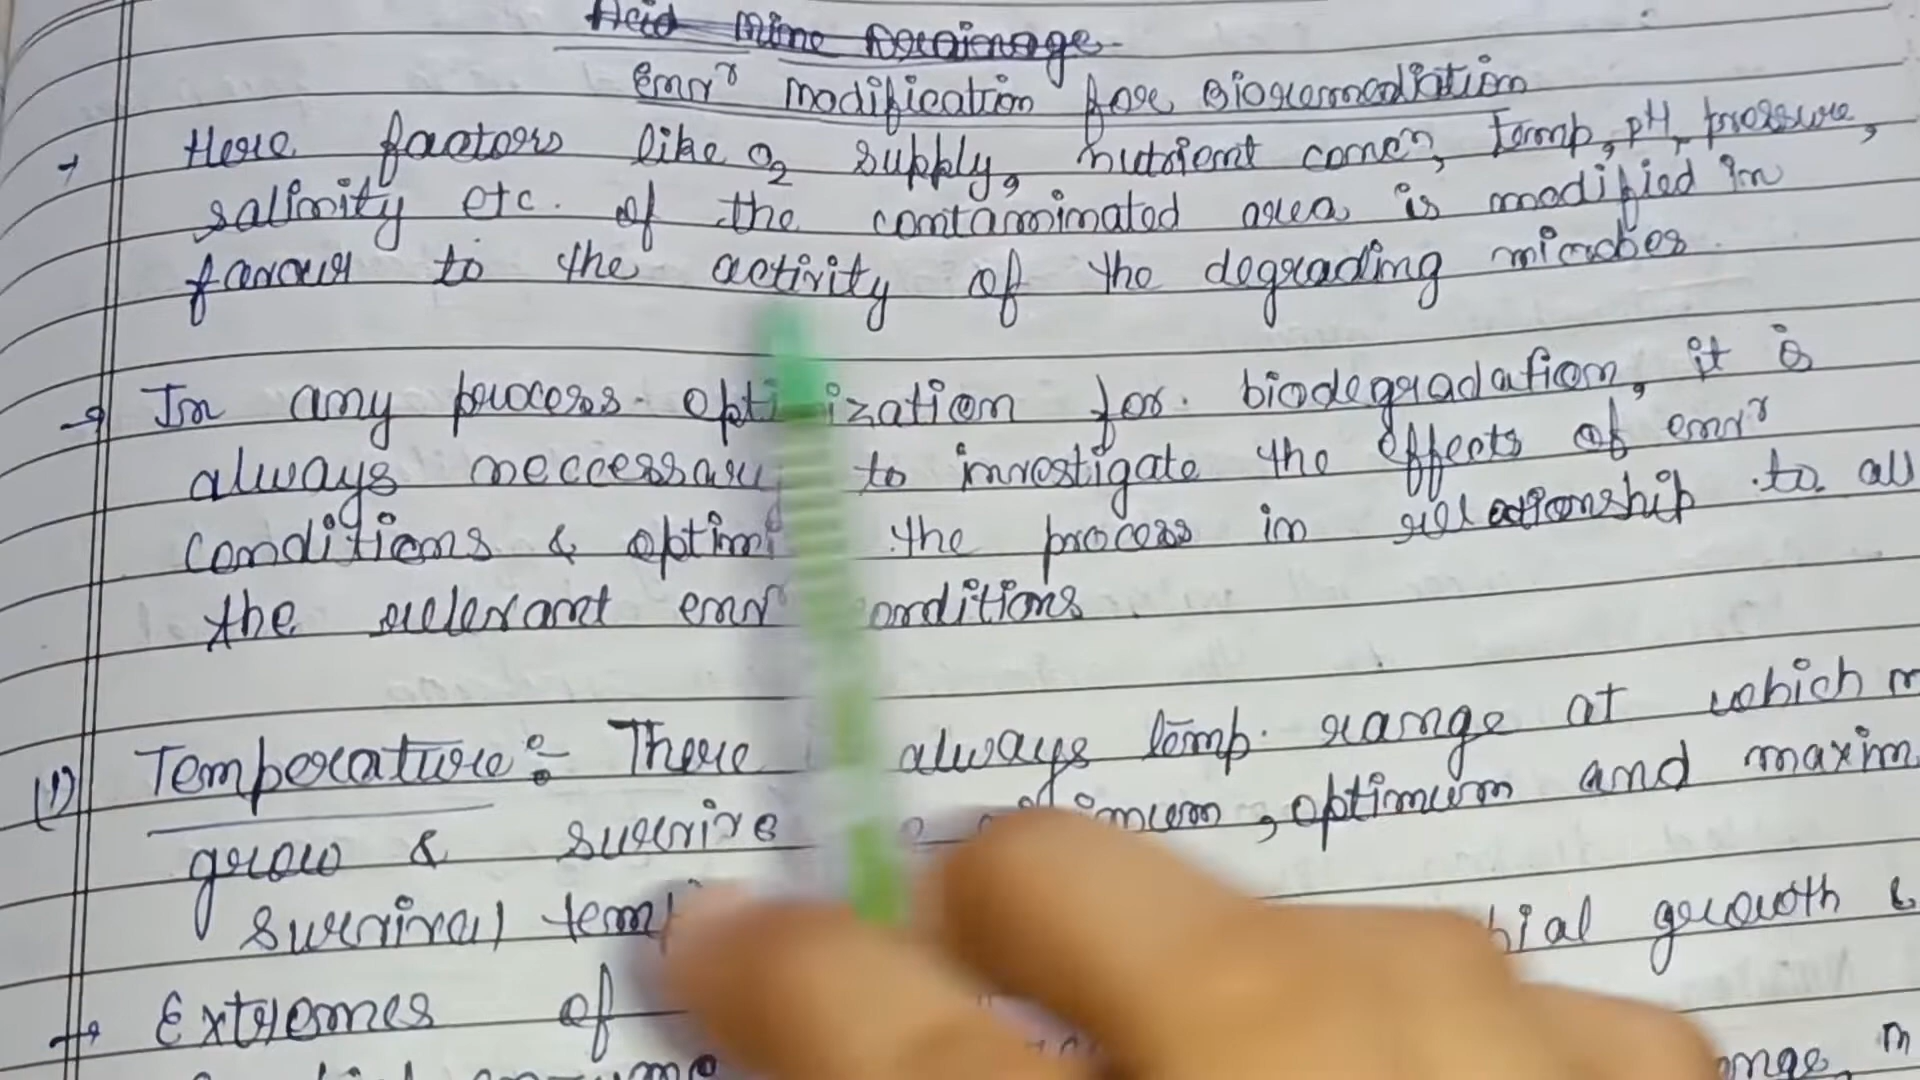 Acid Mine Drainage
Envr modification for Bioremediation
→ Here factors like O2 supply, nutrient concn, Temp, pH, pressure,
salinity etc. of the contaminated area is modified in
favour to the activity of the degrading microbes
→ In any process optimization for biodegradation, it is
always neccessary to investigate the effects of envr
conditions & optim the process in relationship to all
the relevant envr conditions
(1) Temperature :- There always temp. range at which m
grow & survive optimum and maxim
survival temp bial growth &
→ Extremes of